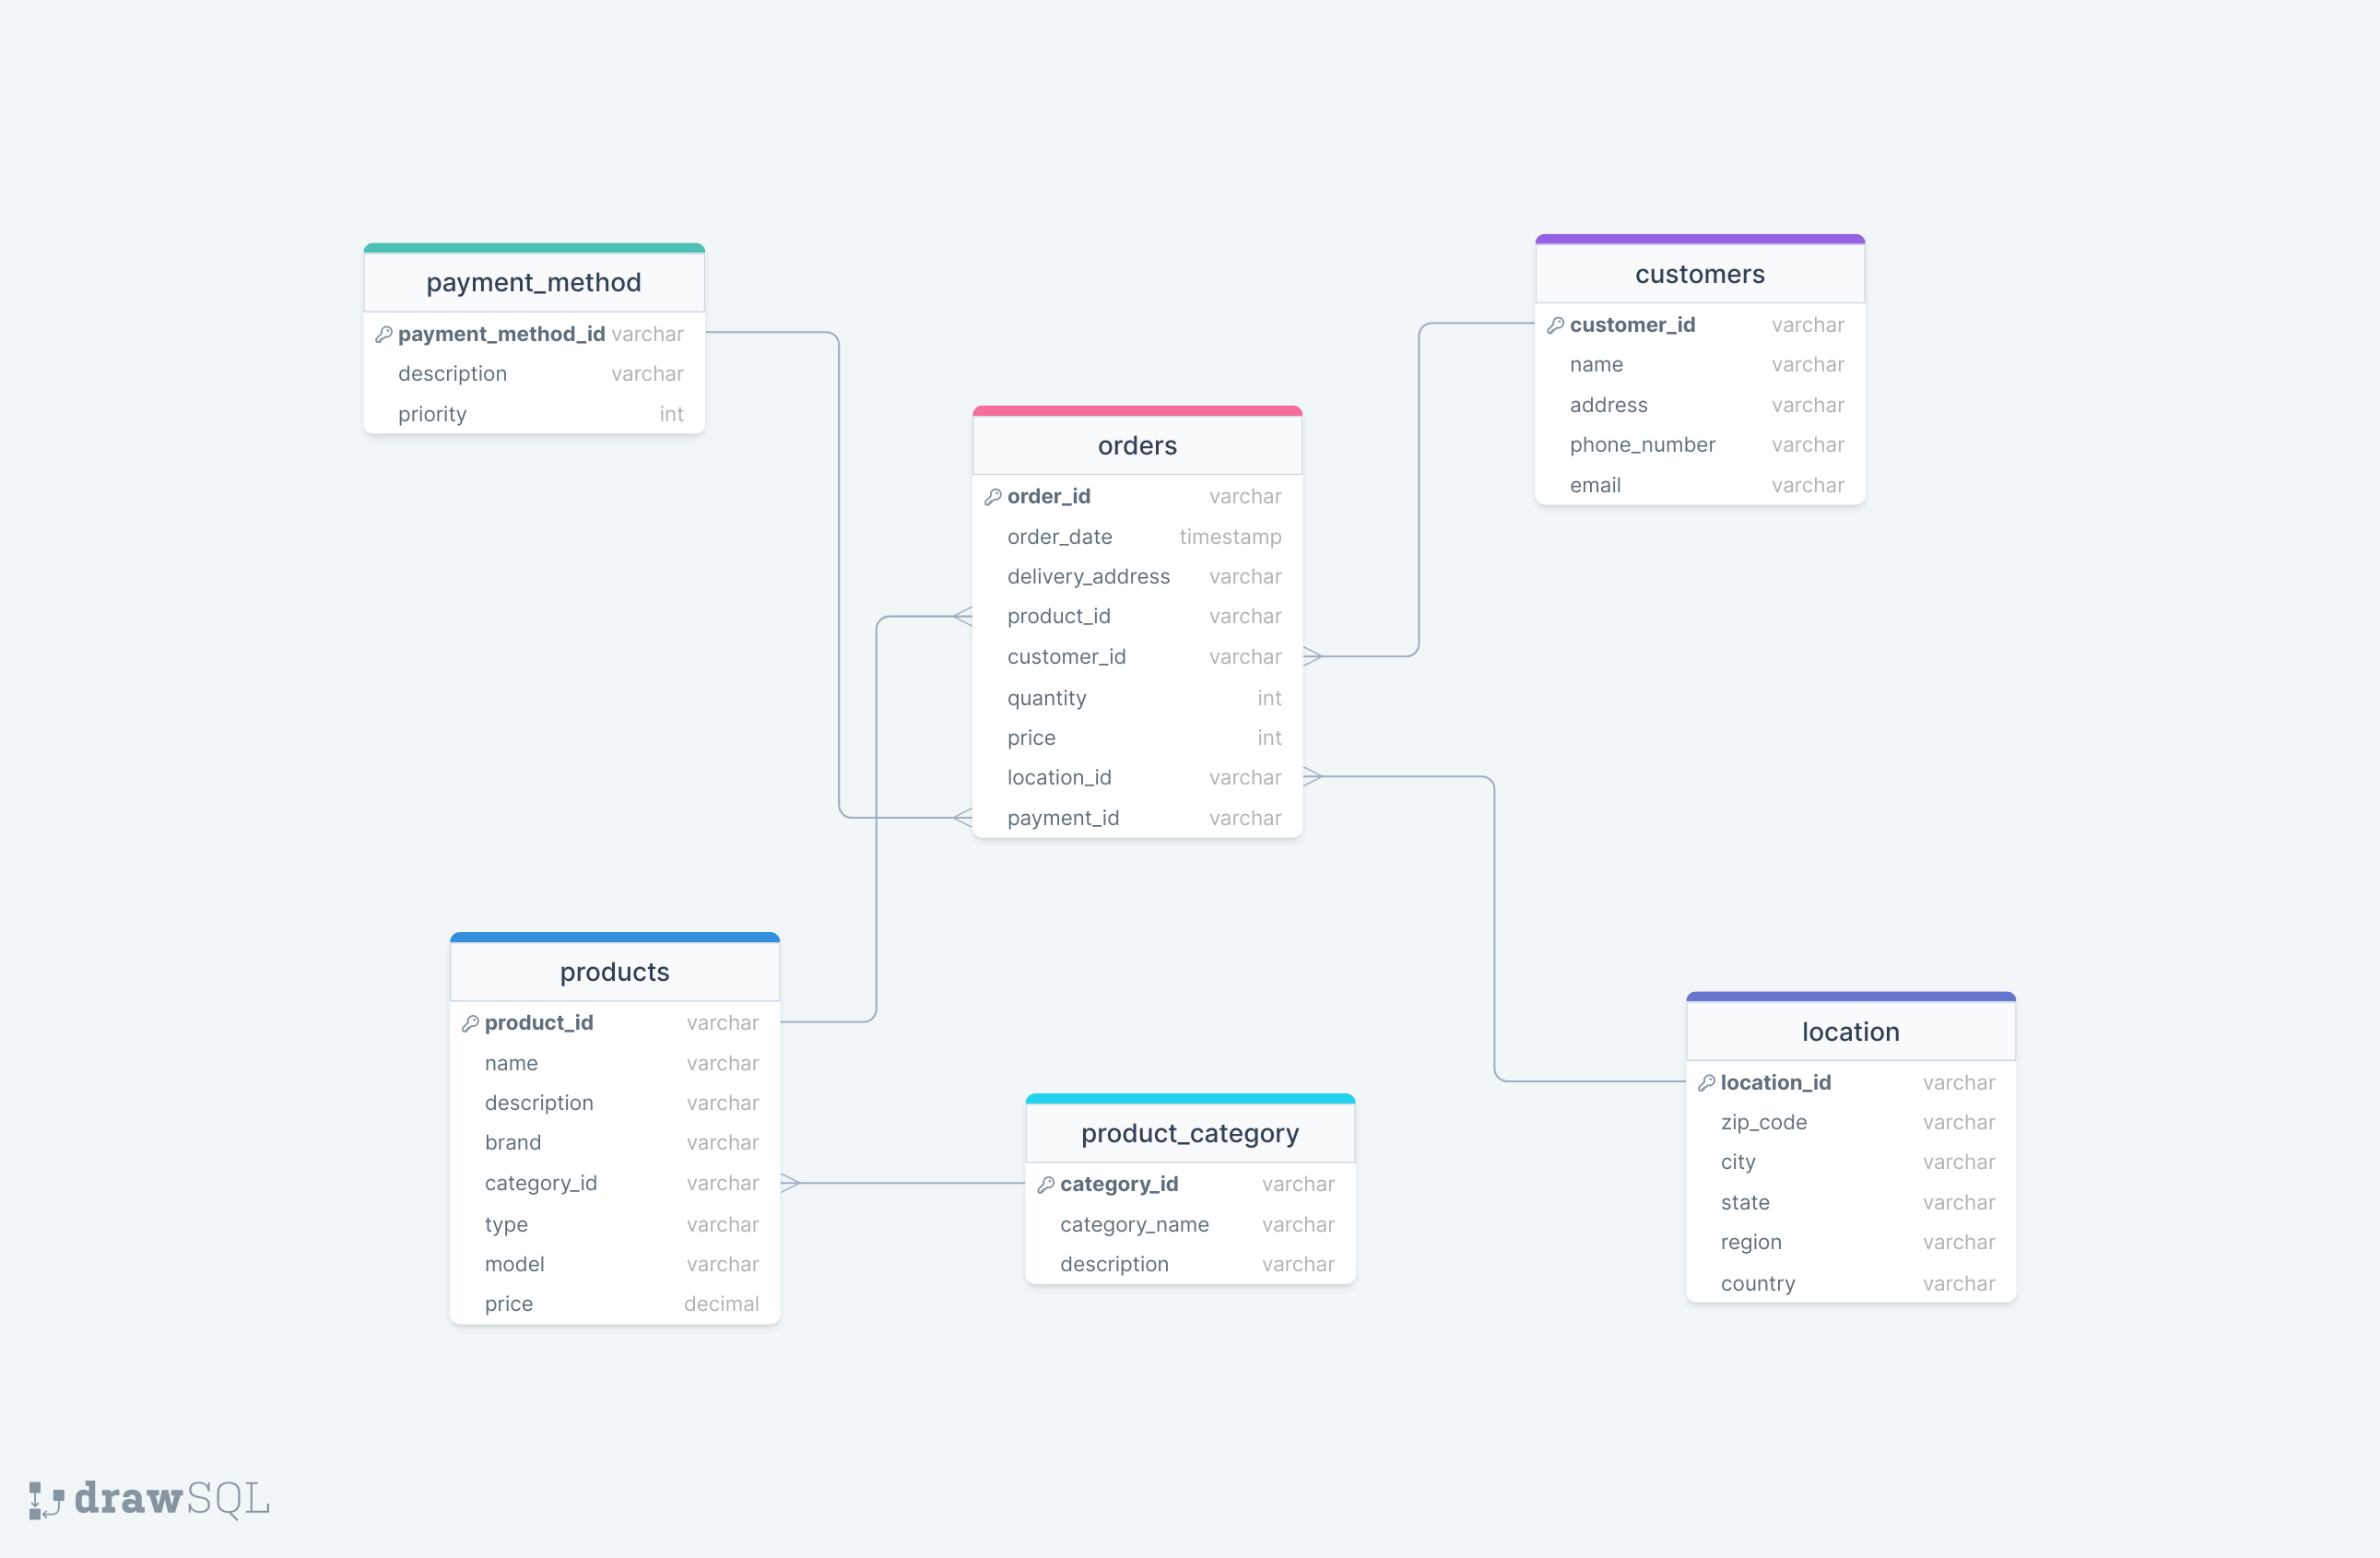 payment_method
payment_method_id varchar
description varchar
priority int
customers
customer_id varchar
name varchar
address varchar
phone_number varchar
email varchar
orders
order_id varchar
order_date timestamp
delivery_address varchar
product_id varchar
customer_id varchar
quantity int
price int
location_id varchar
payment_id varchar
products
product_id varchar
name varchar
description varchar
brand varchar
category_id varchar
type varchar
model varchar
price decimal
product_category
category_id varchar
category_name varchar
description varchar
location
location_id varchar
zip_code varchar
city varchar
state varchar
region varchar
country varchar
drawSQL